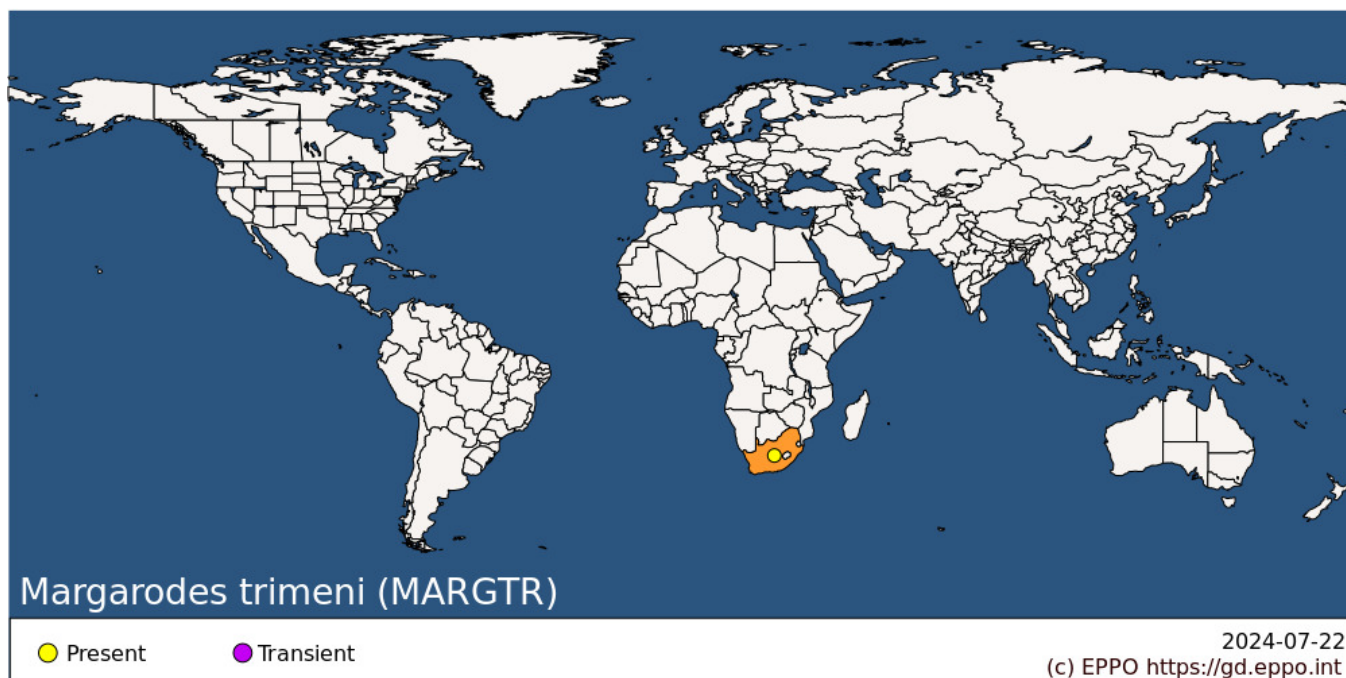 Margarodes trimeni (MARGTR)
Present
Transient
2024-07-22
(c) EPPO https://gd.eppo.int